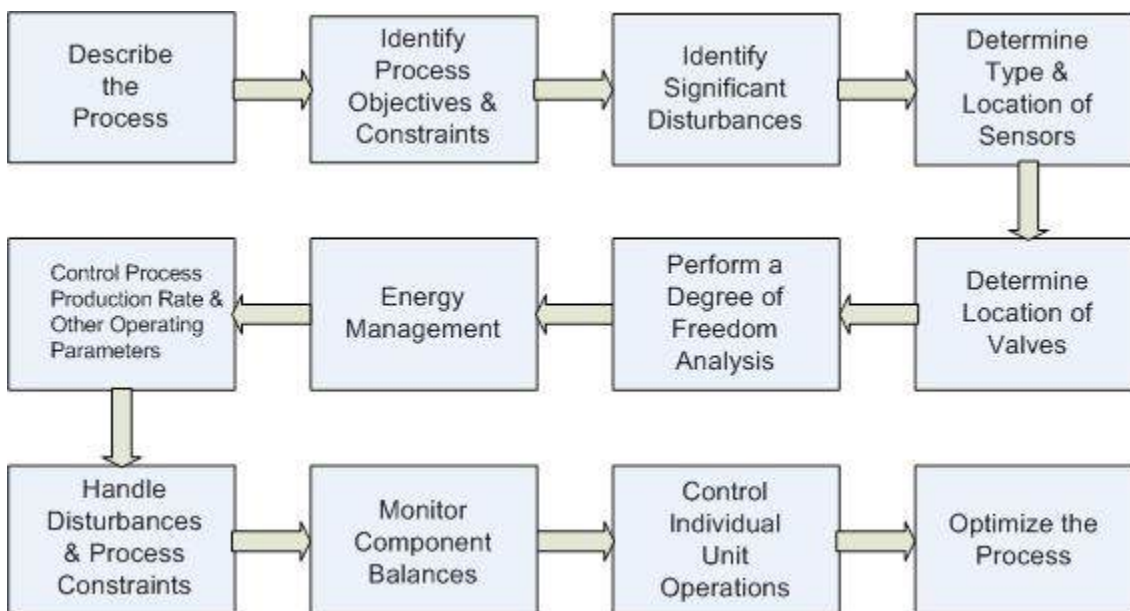 Describe
the
Process
Identify
Process
Objectives &
Constraints
Identify
Significant
Disturbances
Determine
Type &
Location of
Sensors
Control Process
Production Rate &
Other Operating
Parameters
Energy
Management
Perform a
Degree of
Freedom
Analysis
Determine
Location of
Valves
Handle
Disturbances
& Process
Constraints
Monitor
Component
Balances
Control
Individual
Unit
Operations
Optimize the
Process